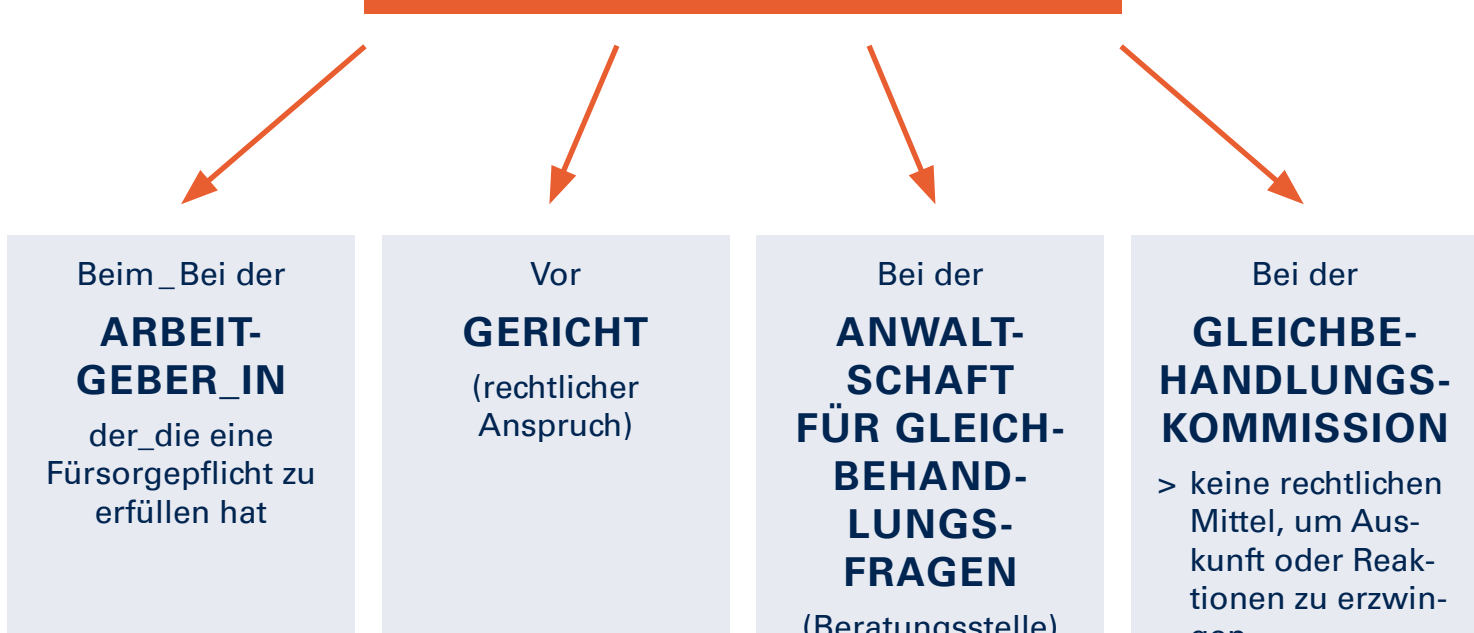 Beim_Bei der
ARBEIT-
GEBER_IN
der_die eine
Fürsorgepflicht zu
erfüllen hat
Vor
GERICHT
(rechtlicher
Anspruch)
Bei der
ANWALT-
SCHAFT
FÜR GLEICH-
BEHAND-
LUNGS-
FRAGEN
(Beratungsstelle)
Bei der
GLEICHBE-
HANDLUNGS-
KOMMISSION
> keine rechtlichen
Mittel, um Aus-
kunft oder Reak-
tionen zu erzwin-
gen